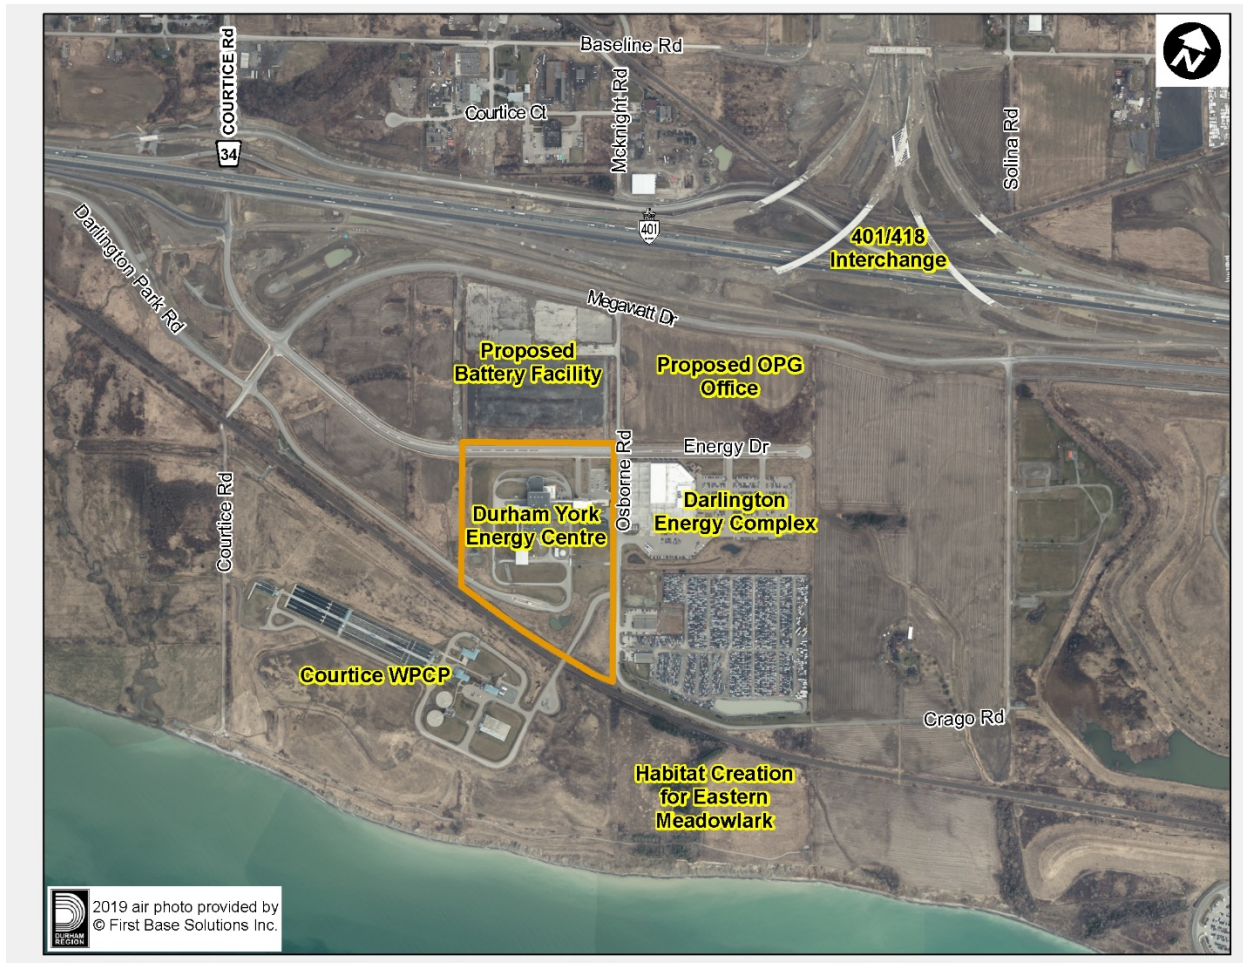 Baseline Rd
COURTICE Rd
34
Courtice Ct
Mcknight Rd
Solina Rd
N
401
401/418
Interchange
Darlington Park Rd
Megawatt Dr
Proposed
Battery Facility
Proposed OPG
Office
Energy Dr
Osborne Rd
Durham York
Energy Centre
Darlington
Energy Complex
Courtice Rd
Courtice WPCP
Crago Rd
Habitat Creation
for Eastern
Meadowlark
DURHAM
REGION
2019 air photo provided by
© First Base Solutions Inc.